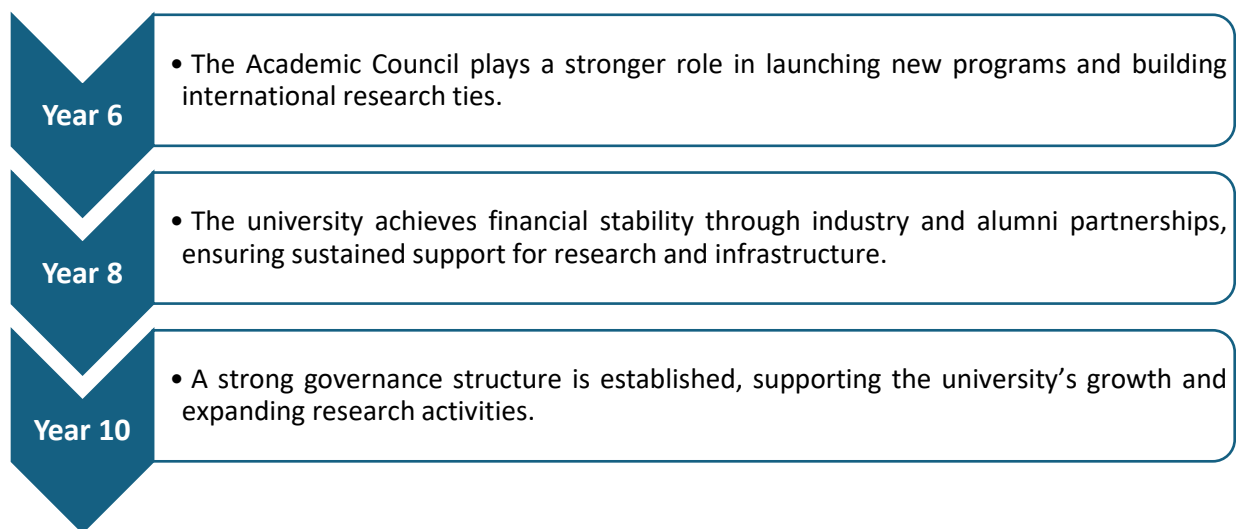 Year 6
• The Academic Council plays a stronger role in launching new programs and building
international research ties.
Year 8
• The university achieves financial stability through industry and alumni partnerships,
ensuring sustained support for research and infrastructure.
Year 10
• A strong governance structure is established, supporting the university’s growth and
expanding research activities.